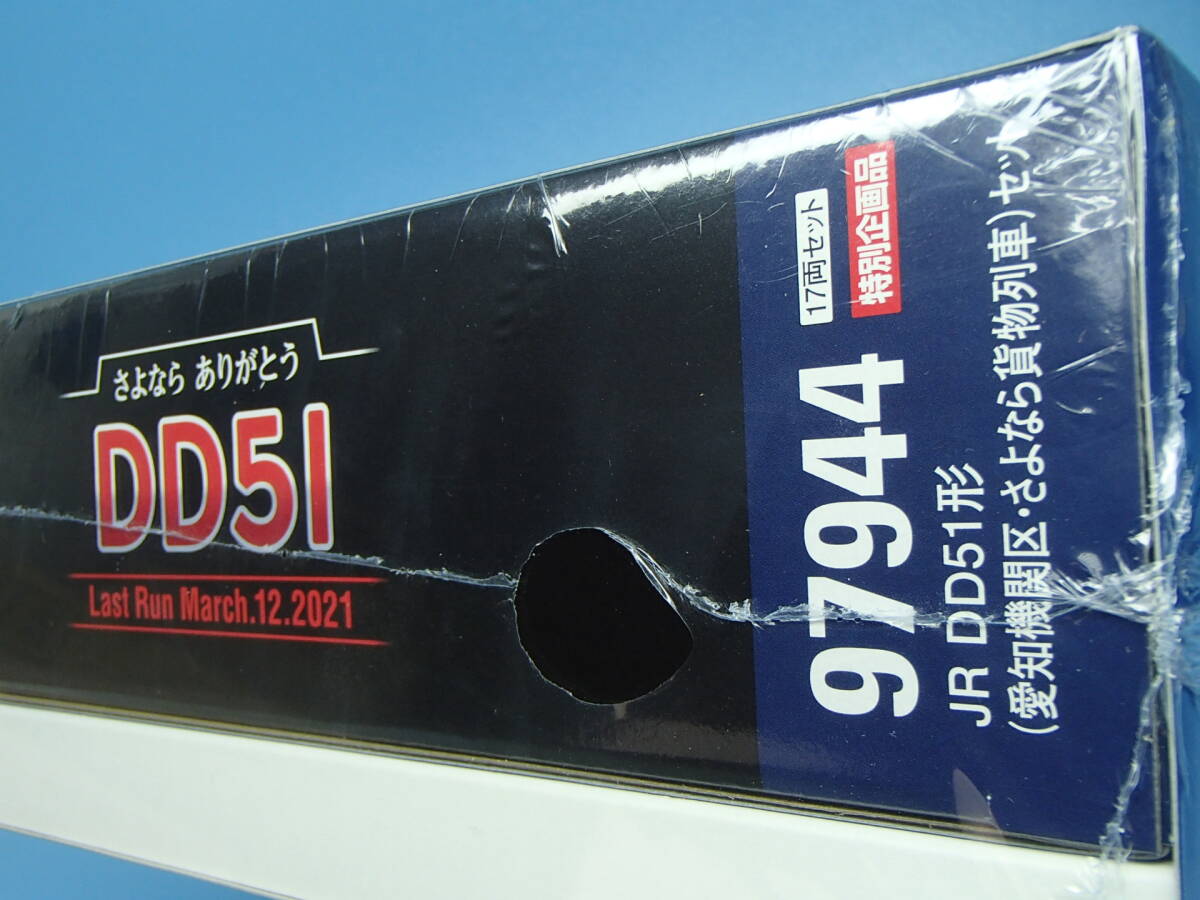 さよなら ありがとう
DD51
Last Run March.12.2021
17両セット
特別企画品
97944
JR DD51形
(愛知機関区・さよなら貨物列車)セット